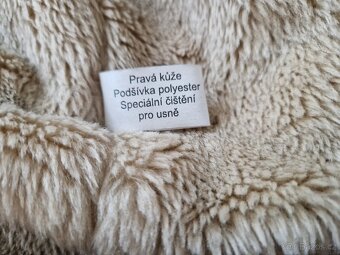 Pravá kůže
Podšívka polyester
Speciální čištění
pro usně